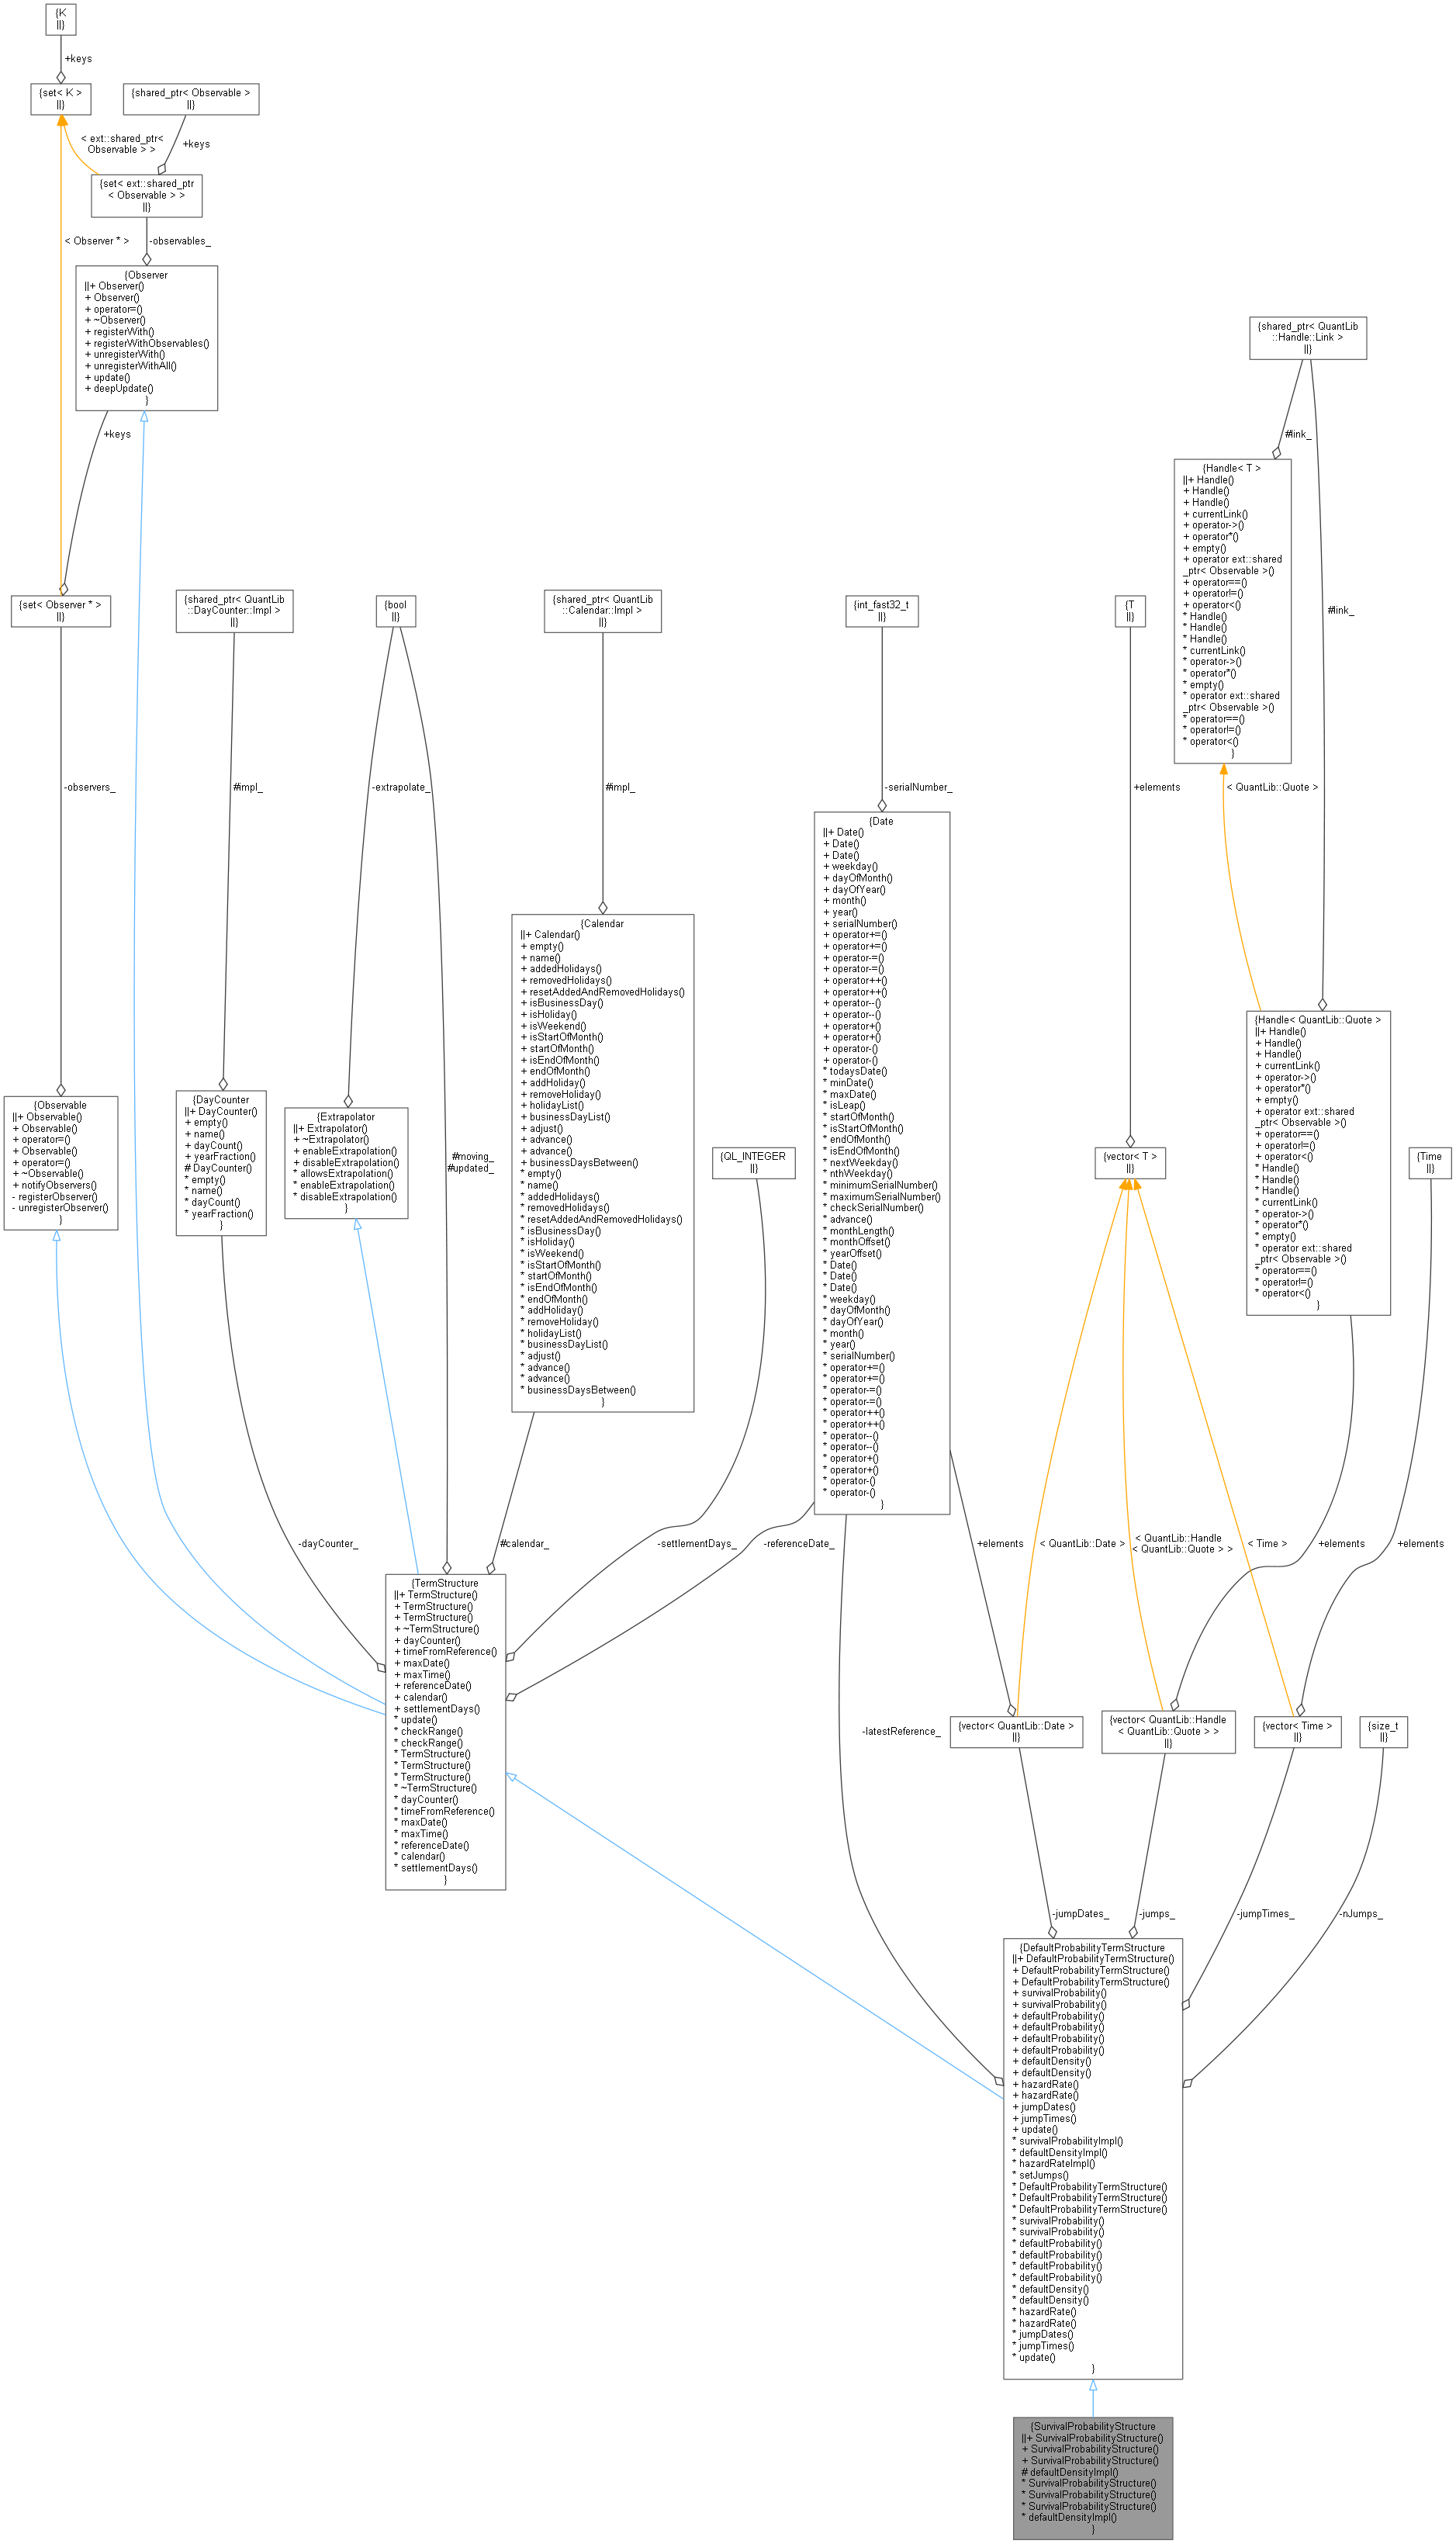 {K
||}
+keys
{set< K >
||}
{shared_ptr< Observable >
||}
< ext::shared_ptr<
Observable > >
+keys
{set< ext::shared_ptr
< Observable > >
||}
< Observer * >
-observables_
{Observer
||+ Observer()
+ Observer()
+ operator=()
+ ~Observer()
+ registerWith()
+ registerWithObservables()
+ unregisterWith()
+ unregisterWithAll()
+ update()
+ deepUpdate()
}
+keys
{shared_ptr< QuantLib
::Handle::Link >
||}
#link_
{Handle< T >
||+ Handle()
+ Handle()
+ Handle()
+ currentLink()
+ operator->()
+ operator*()
+ empty()
+ operator ext::shared
_ptr< Observable >()
+ operator==()
+ operator!=()
+ operator<()
* Handle()
* Handle()
* Handle()
* currentLink()
* operator->()
* operator*()
* empty()
* operator ext::shared
_ptr< Observable >()
* operator==()
* operator!=()
* operator<()
}
#link_
{set< Observer * >
||}
{shared_ptr< QuantLib
::DayCounter::Impl >
||}
{bool
||}
{shared_ptr< QuantLib
::Calendar::Impl >
||}
{int_fast32_t
||}
{T
||}
-observers_
#impl_
-extrapolate_
#impl_
-serialNumber_
+elements
< QuantLib::Quote >
{Date
||+ Date()
+ Date()
+ Date()
+ weekday()
+ dayOfMonth()
+ dayOfYear()
+ month()
+ year()
+ serialNumber()
+ operator+=()
+ operator+=()
+ operator-=()
+ operator-=()
+ operator++()
+ operator++()
+ operator--()
+ operator--()
+ operator+()
+ operator+()
+ operator-()
+ operator-()
* todaysDate()
* minDate()
* maxDate()
* isLeap()
* startOfMonth()
* isStartOfMonth()
* endOfMonth()
* isEndOfMonth()
* nextWeekday()
* nthWeekday()
* minimumSerialNumber()
* maximumSerialNumber()
* checkSerialNumber()
* advance()
* monthLength()
* monthOffset()
* yearOffset()
* Date()
* Date()
* Date()
* weekday()
* dayOfMonth()
* dayOfYear()
* month()
* year()
* serialNumber()
* operator+=()
* operator+=()
* operator-=()
* operator-=()
* operator++()
* operator++()
* operator--()
* operator--()
* operator+()
* operator+()
* operator-()
* operator-()
}
{Calendar
||+ Calendar()
+ empty()
+ name()
+ addedHolidays()
+ removedHolidays()
+ resetAddedAndRemovedHolidays()
+ isBusinessDay()
+ isHoliday()
+ isWeekend()
+ isStartOfMonth()
+ startOfMonth()
+ isEndOfMonth()
+ endOfMonth()
+ addHoliday()
+ removeHoliday()
+ holidayList()
+ businessDayList()
+ adjust()
+ advance()
+ advance()
+ businessDaysBetween()
* empty()
* name()
* addedHolidays()
* removedHolidays()
* resetAddedAndRemovedHolidays()
* isBusinessDay()
* isHoliday()
* isWeekend()
* isStartOfMonth()
* startOfMonth()
* isEndOfMonth()
* endOfMonth()
* addHoliday()
* removeHoliday()
* holidayList()
* businessDayList()
* adjust()
* advance()
* advance()
* businessDaysBetween()
}
{Handle< QuantLib::Quote >
||+ Handle()
+ Handle()
+ Handle()
+ currentLink()
+ operator->()
+ operator*()
+ empty()
+ operator ext::shared
_ptr< Observable >()
+ operator==()
+ operator!=()
+ operator<()
* Handle()
* Handle()
* Handle()
* currentLink()
* operator->()
* operator*()
* empty()
* operator ext::shared
_ptr< Observable >()
* operator==()
* operator!=()
* operator<()
}
{Observable
||+ Observable()
+ Observable()
+ operator=()
+ Observable()
+ operator=()
+ ~Observable()
+ notifyObservers()
- registerObserver()
- unregisterObserver()
}
{DayCounter
||+ DayCounter()
+ empty()
+ name()
+ dayCount()
+ yearFraction()
# DayCounter()
* empty()
* name()
* dayCount()
* yearFraction()
}
{Extrapolator
||+ Extrapolator()
+ ~Extrapolator()
+ enableExtrapolation()
+ disableExtrapolation()
* allowsExtrapolation()
* enableExtrapolation()
* disableExtrapolation()
}
#moving_
#updated_
{QL_INTEGER
||}
{vector< T >
||}
{Time
||}
-dayCounter_
#calendar_
-settlementDays_
-referenceDate_
+elements
< QuantLib::Date >
< QuantLib::Handle
< QuantLib::Quote > >
< Time >
+elements
+elements
{TermStructure
||+ TermStructure()
+ TermStructure()
+ TermStructure()
+ ~TermStructure()
+ dayCounter()
+ timeFromReference()
+ maxDate()
+ maxTime()
+ referenceDate()
+ calendar()
+ settlementDays()
* update()
* checkRange()
* checkRange()
* TermStructure()
* TermStructure()
* TermStructure()
* ~TermStructure()
* dayCounter()
* timeFromReference()
* maxDate()
* maxTime()
* referenceDate()
* calendar()
* settlementDays()
}
-latestReference_
{vector< QuantLib::Date >
||}
{vector< QuantLib::Handle
< QuantLib::Quote > >
||}
{vector< Time >
||}
{size_t
||}
-jumpDates_
-jumps_
-jumpTimes_
-nJumps_
{DefaultProbabilityTermStructure
||+ DefaultProbabilityTermStructure()
+ DefaultProbabilityTermStructure()
+ DefaultProbabilityTermStructure()
+ survivalProbability()
+ survivalProbability()
+ defaultProbability()
+ defaultProbability()
+ defaultProbability()
+ defaultProbability()
+ defaultDensity()
+ defaultDensity()
+ hazardRate()
+ hazardRate()
+ jumpDates()
+ jumpTimes()
+ update()
* survivalProbabilityImpl()
* defaultDensityImpl()
* hazardRateImpl()
* setJumps()
* DefaultProbabilityTermStructure()
* DefaultProbabilityTermStructure()
* DefaultProbabilityTermStructure()
* survivalProbability()
* survivalProbability()
* defaultProbability()
* defaultProbability()
* defaultProbability()
* defaultProbability()
* defaultDensity()
* defaultDensity()
* hazardRate()
* hazardRate()
* jumpDates()
* jumpTimes()
* update()
}
{SurvivalProbabilityStructure
||+ SurvivalProbabilityStructure()
+ SurvivalProbabilityStructure()
+ SurvivalProbabilityStructure()
# defaultDensityImpl()
* SurvivalProbabilityStructure()
* SurvivalProbabilityStructure()
* SurvivalProbabilityStructure()
* defaultDensityImpl()
}